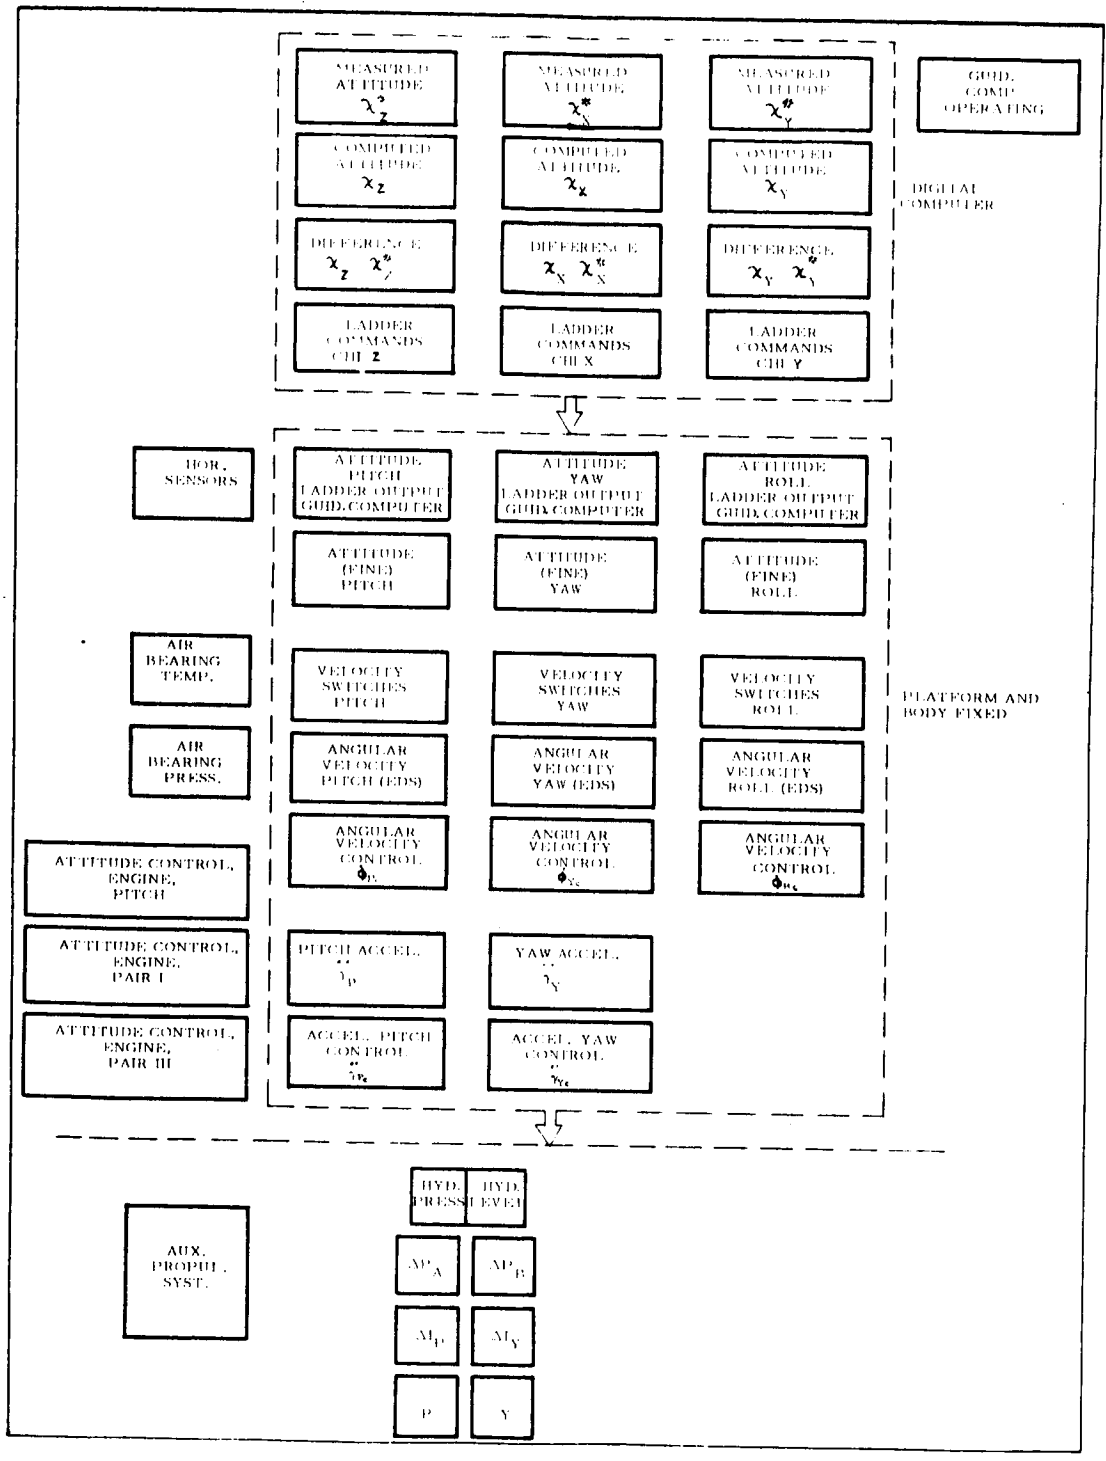 MEASURED
ATTITUDE
χ*Z
MEASURED
ATTITUDE
χ*X
MEASURED
ATTITUDE
χ*Y
GUID.
COMP.
OPERATING
COMPUTED
ATTITUDE
χZ
COMPUTED
ATTITUDE
χX
COMPUTED
ATTITUDE
χY
DIGITAL
COMPUTER
DIFFERENCE
χZ χ*Z
DIFFERENCE
χX χ*X
DIFFERENCE
χY χ*Y
LADDER
COMMANDS
CHI Z
LADDER
COMMANDS
CHI X
LADDER
COMMANDS
CHI Y
HOR.
SENSORS
ATTITUDE
PITCH
LADDER OUTPUT
GUID.COMPUTER
ATTITUDE
YAW
LADDER OUTPUT
GUID.COMPUTER
ATTITUDE
ROLL
LADDER OUTPUT
GUID.COMPUTER
ATTITUDE
(FINE)
PITCH
ATTITUDE
(FINE)
YAW
ATTITUDE
(FINE)
ROLL
AIR
BEARING
TEMP.
VELOCITY
SWITCHES
PITCH
VELOCITY
SWITCHES
YAW
VELOCITY
SWITCHES
ROLL
PLATFORM AND
BODY FIXED
AIR
BEARING
PRESS.
ANGULAR
VELOCITY
PITCH (EDS)
ANGULAR
VELOCITY
YAW (EDS)
ANGULAR
VELOCITY
ROLL (EDS)
ATTITUDE CONTROL,
ENGINE,
PITCH
ANGULAR
VELOCITY
CONTROL
ANGULAR
VELOCITY
CONTROL
ANGULAR
VELOCITY
CONTROL
ATTITUDE CONTROL,
ENGINE,
PAIR I
PITCH ACCEL.
YAW ACCEL.
ATTITUDE CONTROL,
ENGINE,
PAIR III
ACCEL. PITCH
CONTROL
ACCEL. YAW
CONTROL
HYD.
PRESS
HYD.
LEVEL
AUX.
PROPUL.
SYST.
ΔPA
ΔPB
ΔMP
ΔMY
P
Y